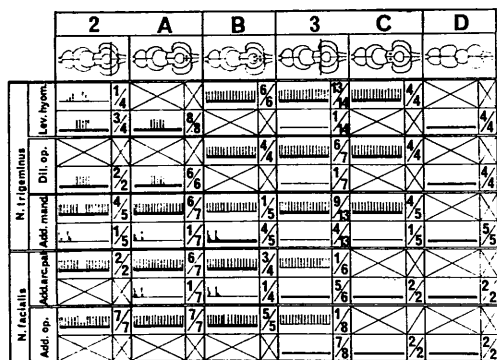 2 A B 3 C D
N. trigeminus
Lev. hyom.
1/4 6/6 13/14 4/4
3/4 8/8 1/14 4/4
Dil. op.
4/4 6/7 4/4
2/2 6/6 1/7 4/4
Add. mand.
4/5 6/7 1/5 9/13 4/5
1/5 1/7 4/5 4/13 1/5 5/5
N. facialis
Add.arc.pal.
2/2 6/7 3/4 1/6
1/7 1/4 5/6 2/2 2/2
Add. op.
7/7 7/7 5/5 1/8
7/8 2/2 2/2